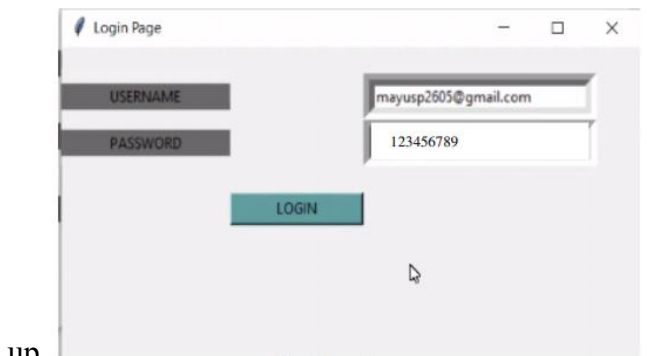 Login Page
USERNAME mayusp2605@gmail.com
PASSWORD 123456789
LOGIN
up